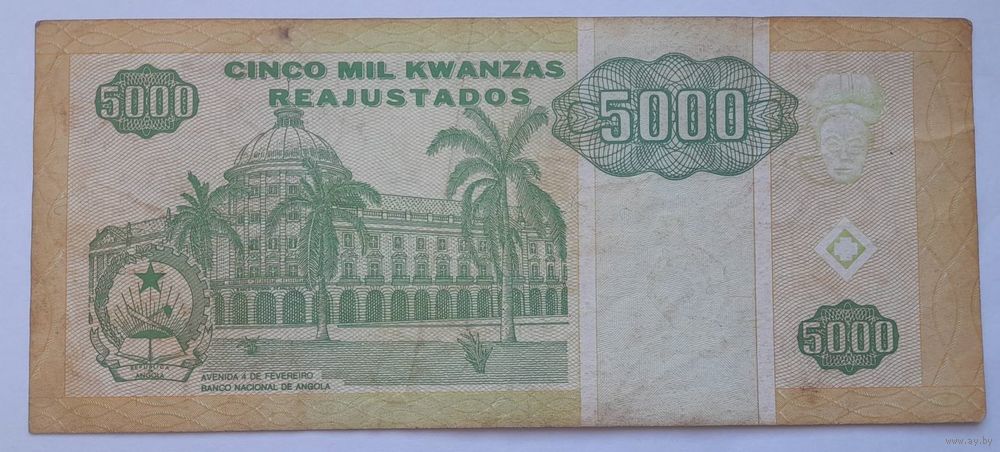 5000
CINCO MIL KWANZAS
REAJUSTADOS
5000
REPUBLICA
DE
ANGOLA
AVENIDA 4 DE FEVEREIRO
BANCO NACIONAL DE ANGOLA
5000
www.ay.by